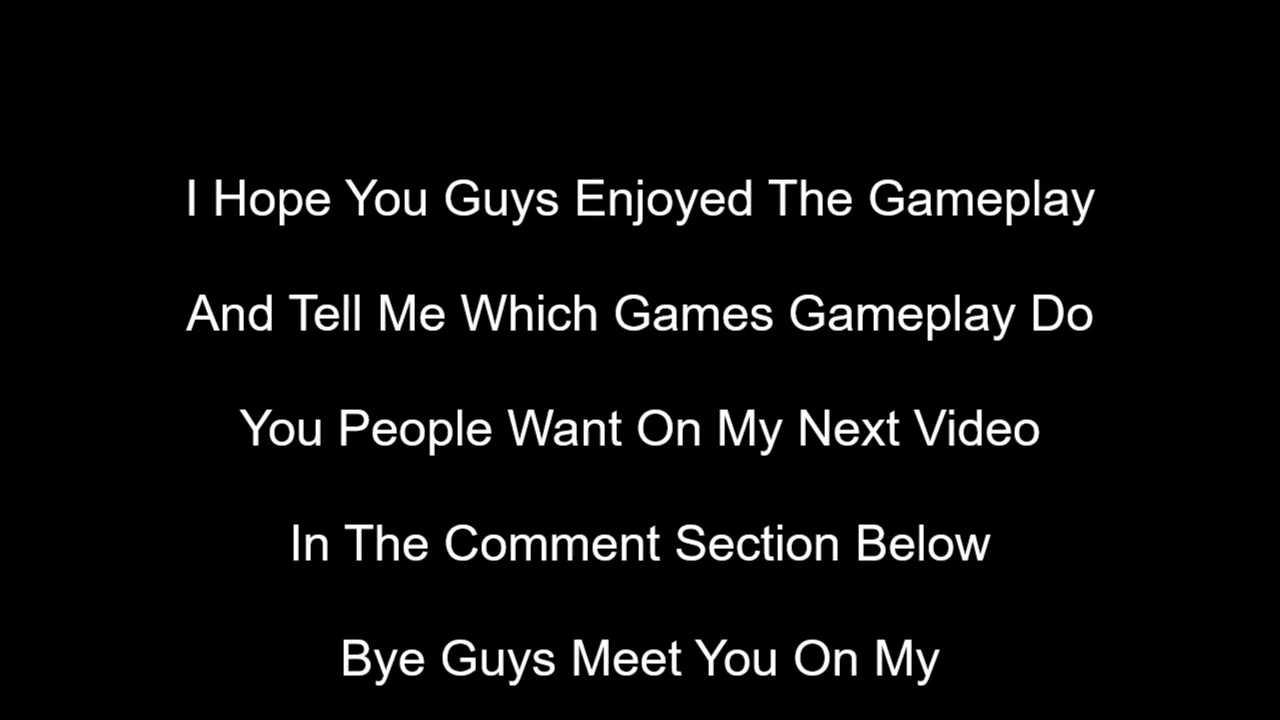 I Hope You Guys Enjoyed The Gameplay
And Tell Me Which Games Gameplay Do
You People Want On My Next Video
In The Comment Section Below
Bye Guys Meet You On My